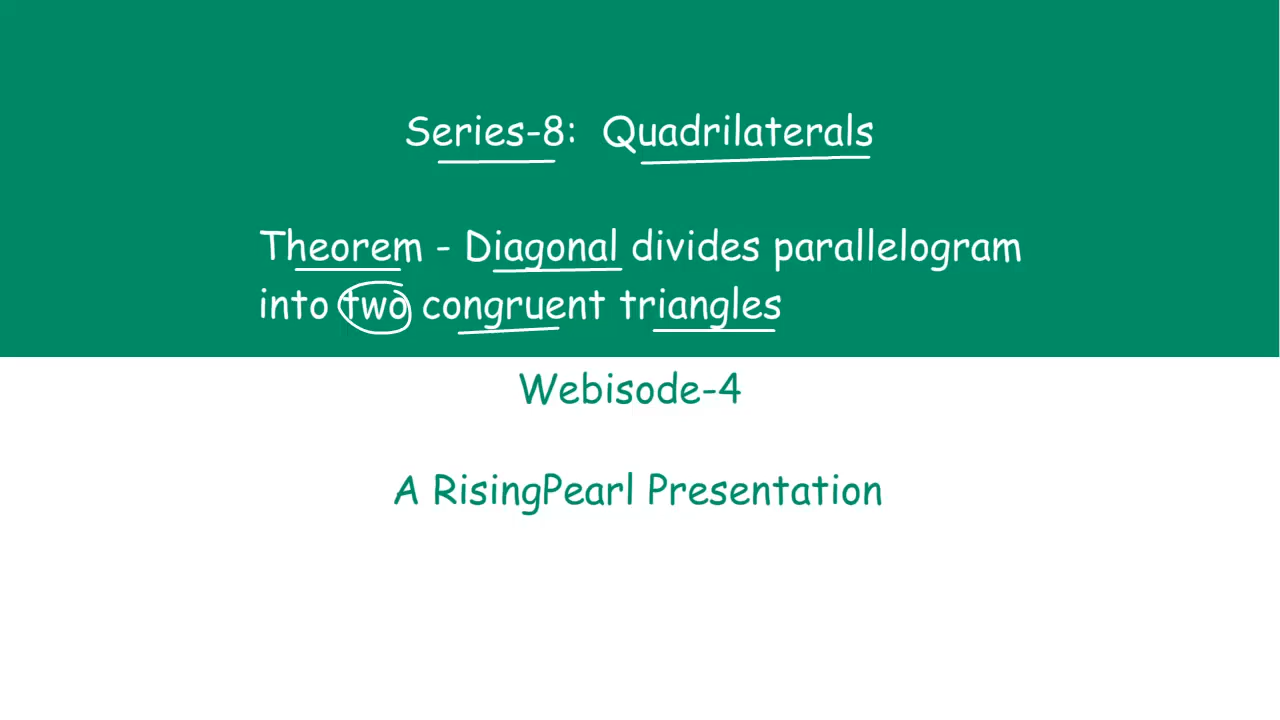 Series-8: Quadrilaterals
Theorem - Diagonal divides parallelogram
into two congruent triangles
Webisode-4
A RisingPearl Presentation